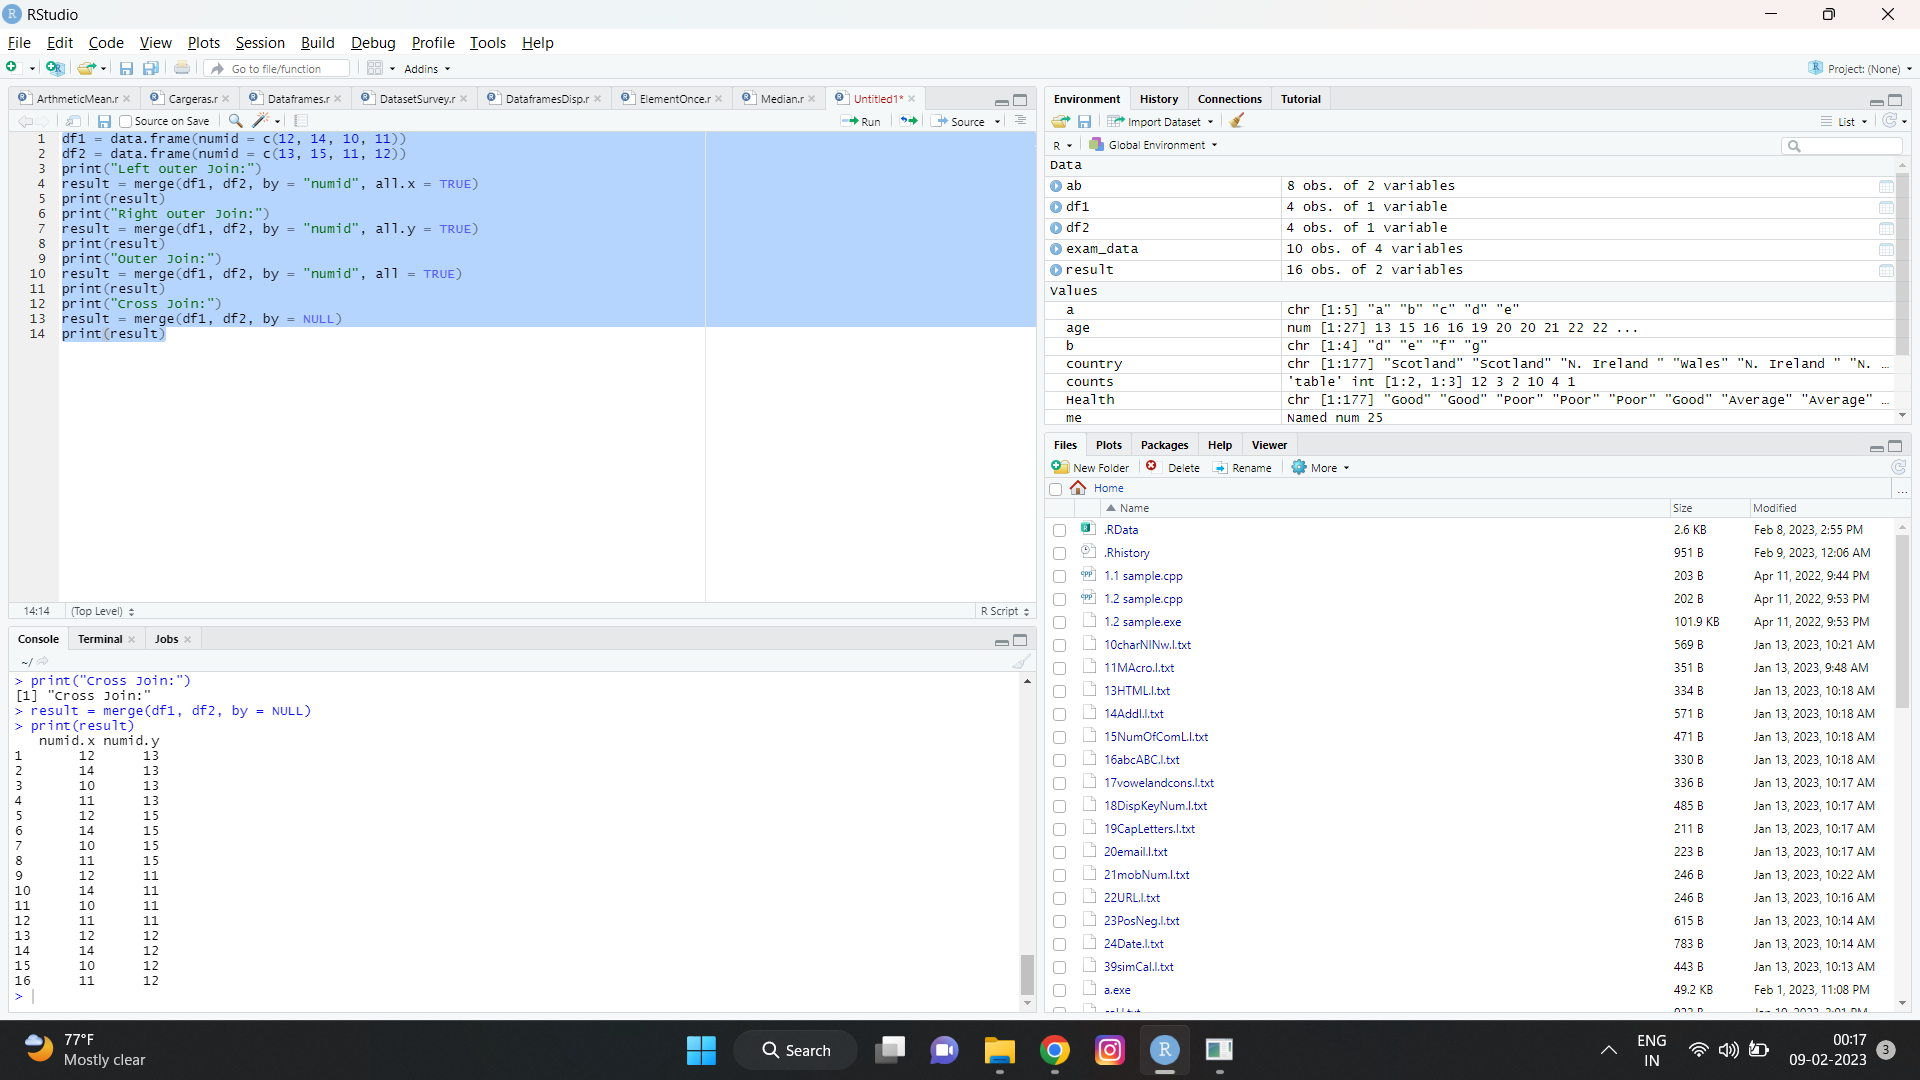 RStudio
File Edit Code View Plots Session Build Debug Profile Tools Help
Go to file/function Addins Project: (None)
ArthmeticMean.r Cargeras.r Dataframes.r DatasetSurvey.r DataframesDisp.r ElementOnce.r Median.r Untitled1*
Source on Save Run Source
1 df1 = data.frame(numid = c(12, 14, 10, 11))
2 df2 = data.frame(numid = c(13, 15, 11, 12))
3 print("Left outer Join:")
4 result = merge(df1, df2, by = "numid", all.x = TRUE)
5 print(result)
6 print("Right outer Join:")
7 result = merge(df1, df2, by = "numid", all.y = TRUE)
8 print(result)
9 print("Outer Join:")
10 result = merge(df1, df2, by = "numid", all = TRUE)
11 print(result)
12 print("Cross Join:")
13 result = merge(df1, df2, by = NULL)
14 print(result)
14:14 (Top Level) R Script
Console Terminal Jobs
~/
> print("Cross Join:")
[1] "Cross Join:"
> result = merge(df1, df2, by = NULL)
> print(result)
numid.x numid.y
1 12 13
2 14 13
3 10 13
4 11 13
5 12 15
6 14 15
7 10 15
8 11 15
9 12 11
10 14 11
11 10 11
12 11 11
13 12 12
14 14 12
15 10 12
16 11 12
>
Environment History Connections Tutorial
Import Dataset List
R Global Environment
Data
ab 8 obs. of 2 variables
df1 4 obs. of 1 variable
df2 4 obs. of 1 variable
exam_data 10 obs. of 4 variables
result 16 obs. of 2 variables
Values
a chr [1:5] "a" "b" "c" "d" "e"
age num [1:27] 13 15 16 16 19 20 20 21 22 22 ...
b chr [1:4] "d" "e" "f" "g"
country chr [1:177] "Scotland" "Scotland" "N. Ireland " "Wales" "N. Ireland " "N. …
counts 'table' int [1:2, 1:3] 12 3 2 10 4 1
Health chr [1:177] "Good" "Good" "Poor" "Poor" "Poor" "Good" "Average" "Average" …
me Named num 25
Files Plots Packages Help Viewer
New Folder Delete Rename More
Home ...
Name Size Modified
.RData 2.6 KB Feb 8, 2023, 2:55 PM
.Rhistory 951 B Feb 9, 2023, 12:06 AM
1.1 sample.cpp 203 B Apr 11, 2022, 9:44 PM
1.2 sample.cpp 202 B Apr 11, 2022, 9:53 PM
1.2 sample.exe 101.9 KB Apr 11, 2022, 9:53 PM
10charNlNw.l.txt 569 B Jan 13, 2023, 10:21 AM
11MAcro.l.txt 351 B Jan 13, 2023, 9:48 AM
13HTML.l.txt 334 B Jan 13, 2023, 10:18 AM
14Addl.l.txt 571 B Jan 13, 2023, 10:18 AM
15NumOfComL.l.txt 471 B Jan 13, 2023, 10:18 AM
16abcABC.l.txt 330 B Jan 13, 2023, 10:18 AM
17vowelandcons.l.txt 336 B Jan 13, 2023, 10:17 AM
18DispKeyNum.l.txt 485 B Jan 13, 2023, 10:17 AM
19CapLetters.l.txt 211 B Jan 13, 2023, 10:17 AM
20email.l.txt 223 B Jan 13, 2023, 10:17 AM
21mobNum.l.txt 246 B Jan 13, 2023, 10:22 AM
22URL.l.txt 246 B Jan 13, 2023, 10:16 AM
23PosNeg.l.txt 615 B Jan 13, 2023, 10:14 AM
24Date.l.txt 783 B Jan 13, 2023, 10:14 AM
39simCal.l.txt 443 B Jan 13, 2023, 10:13 AM
a.exe 49.2 KB Feb 1, 2023, 11:08 PM
77°F
Mostly clear
Search
ENG
IN
00:17
09-02-2023
3